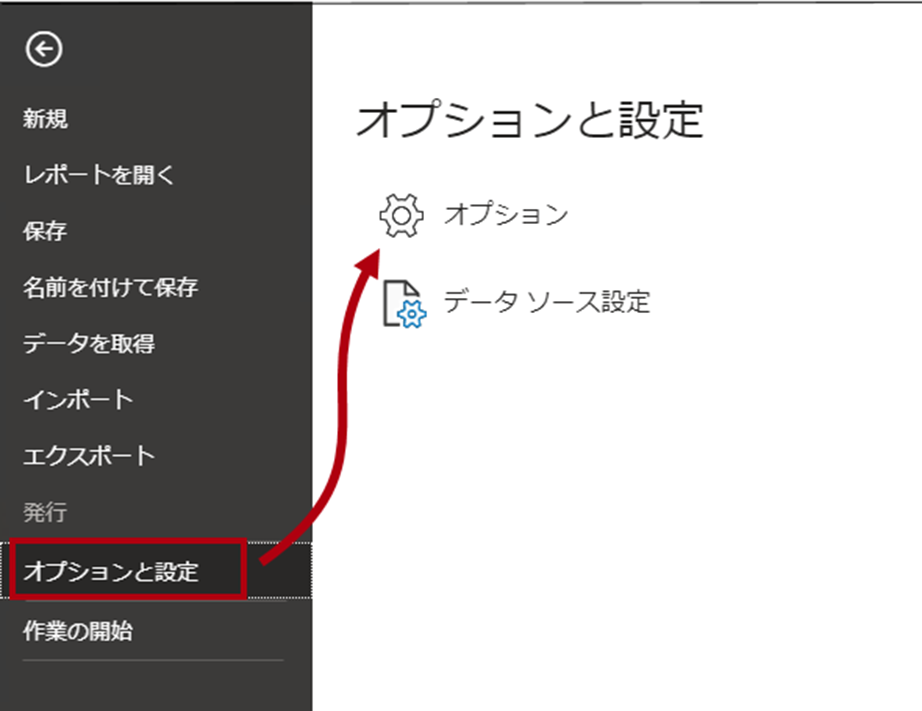 新規
レポートを開く
保存
名前を付けて保存
データを取得
インポート
エクスポート
発行
オプションと設定
作業の開始
オプションと設定
オプション
データ ソース設定